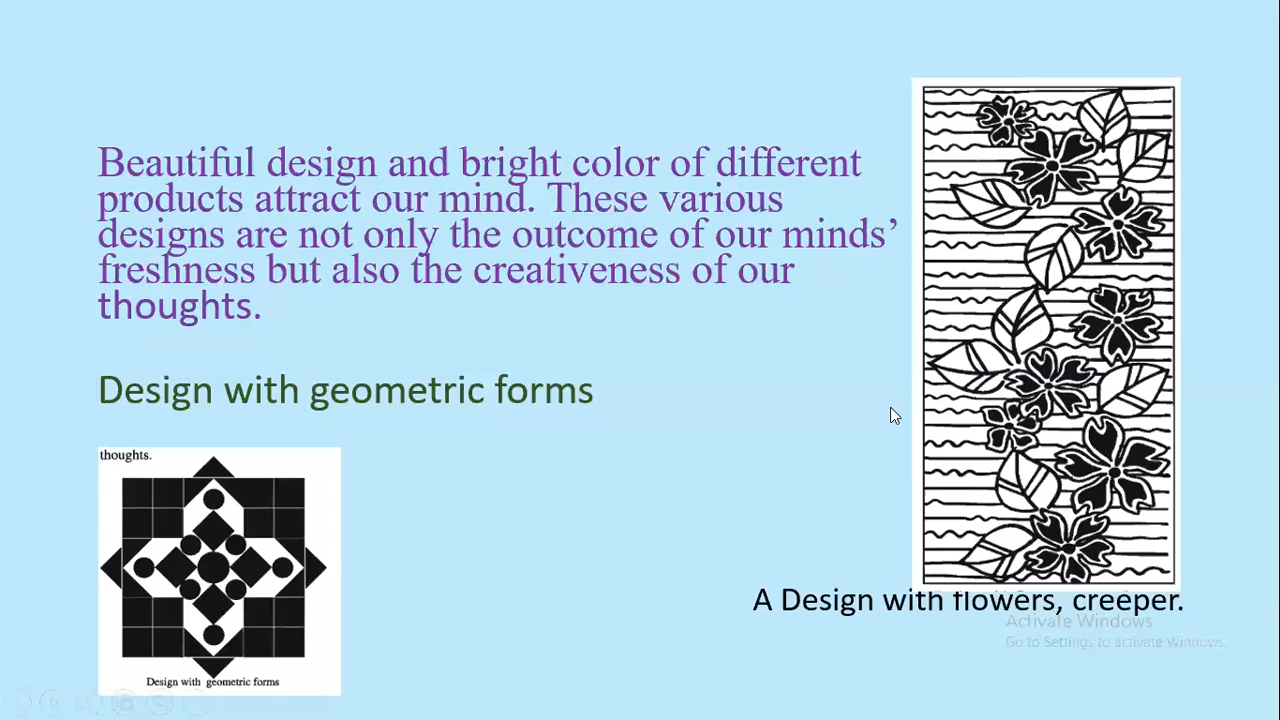 Beautiful design and bright color of different
products attract our mind. These various
designs are not only the outcome of our minds’
freshness but also the creativeness of our
thoughts.
Design with geometric forms
thoughts.
Design with geometric forms
A Design with flowers, creeper.
Activate Windows
Go to Settings to activate Windows.